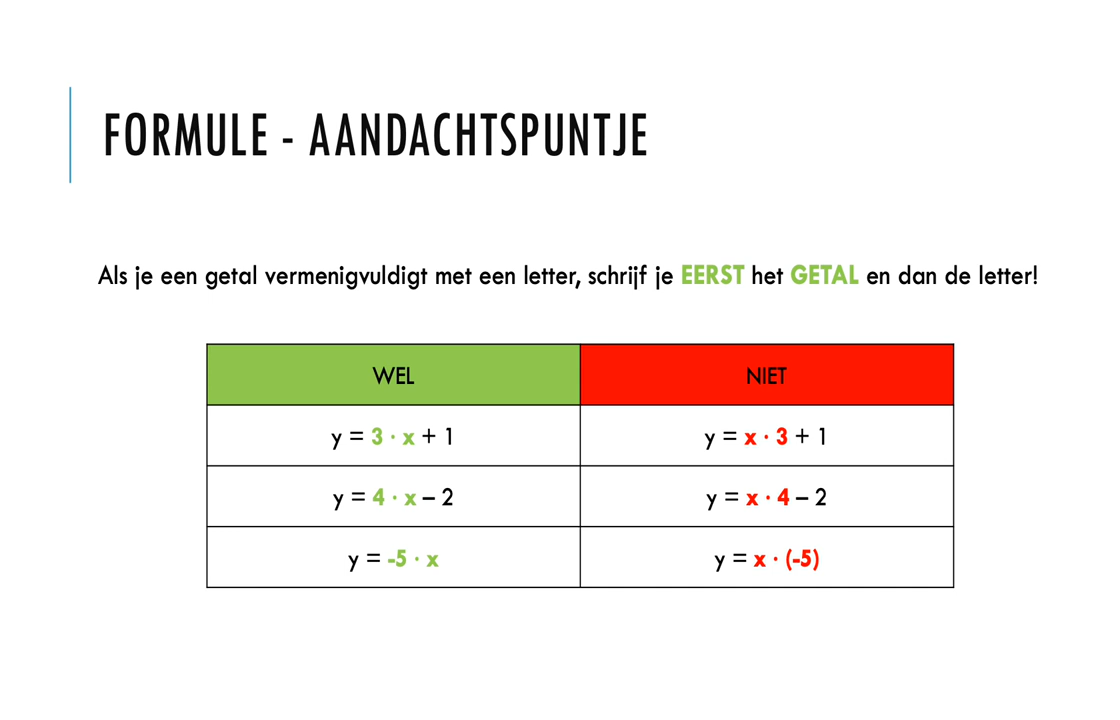 FORMULE - AANDACHTSPUNTJE
Als je een getal vermenigvuldigt met een letter, schrijf je EERST het GETAL en dan de letter!
WEL NIET
y = 3 · x + 1 y = x · 3 + 1
y = 4 · x – 2 y = x · 4 – 2
y = -5 · x y = x · (-5)